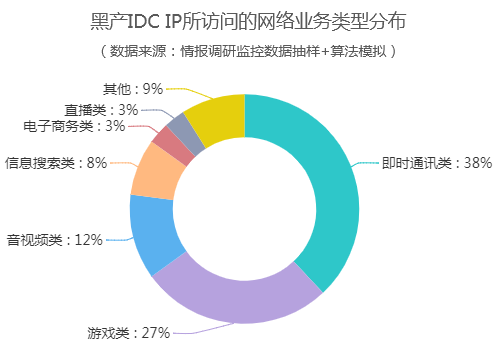 黑产IDC IP所访问的网络业务类型分布
（数据来源：情报调研监控数据抽样+算法模拟）
其他：9%
直播类：3%
电子商务类：3%
即时通讯类：38%
信息搜索类：8%
音视频类：12%
游戏类：27%